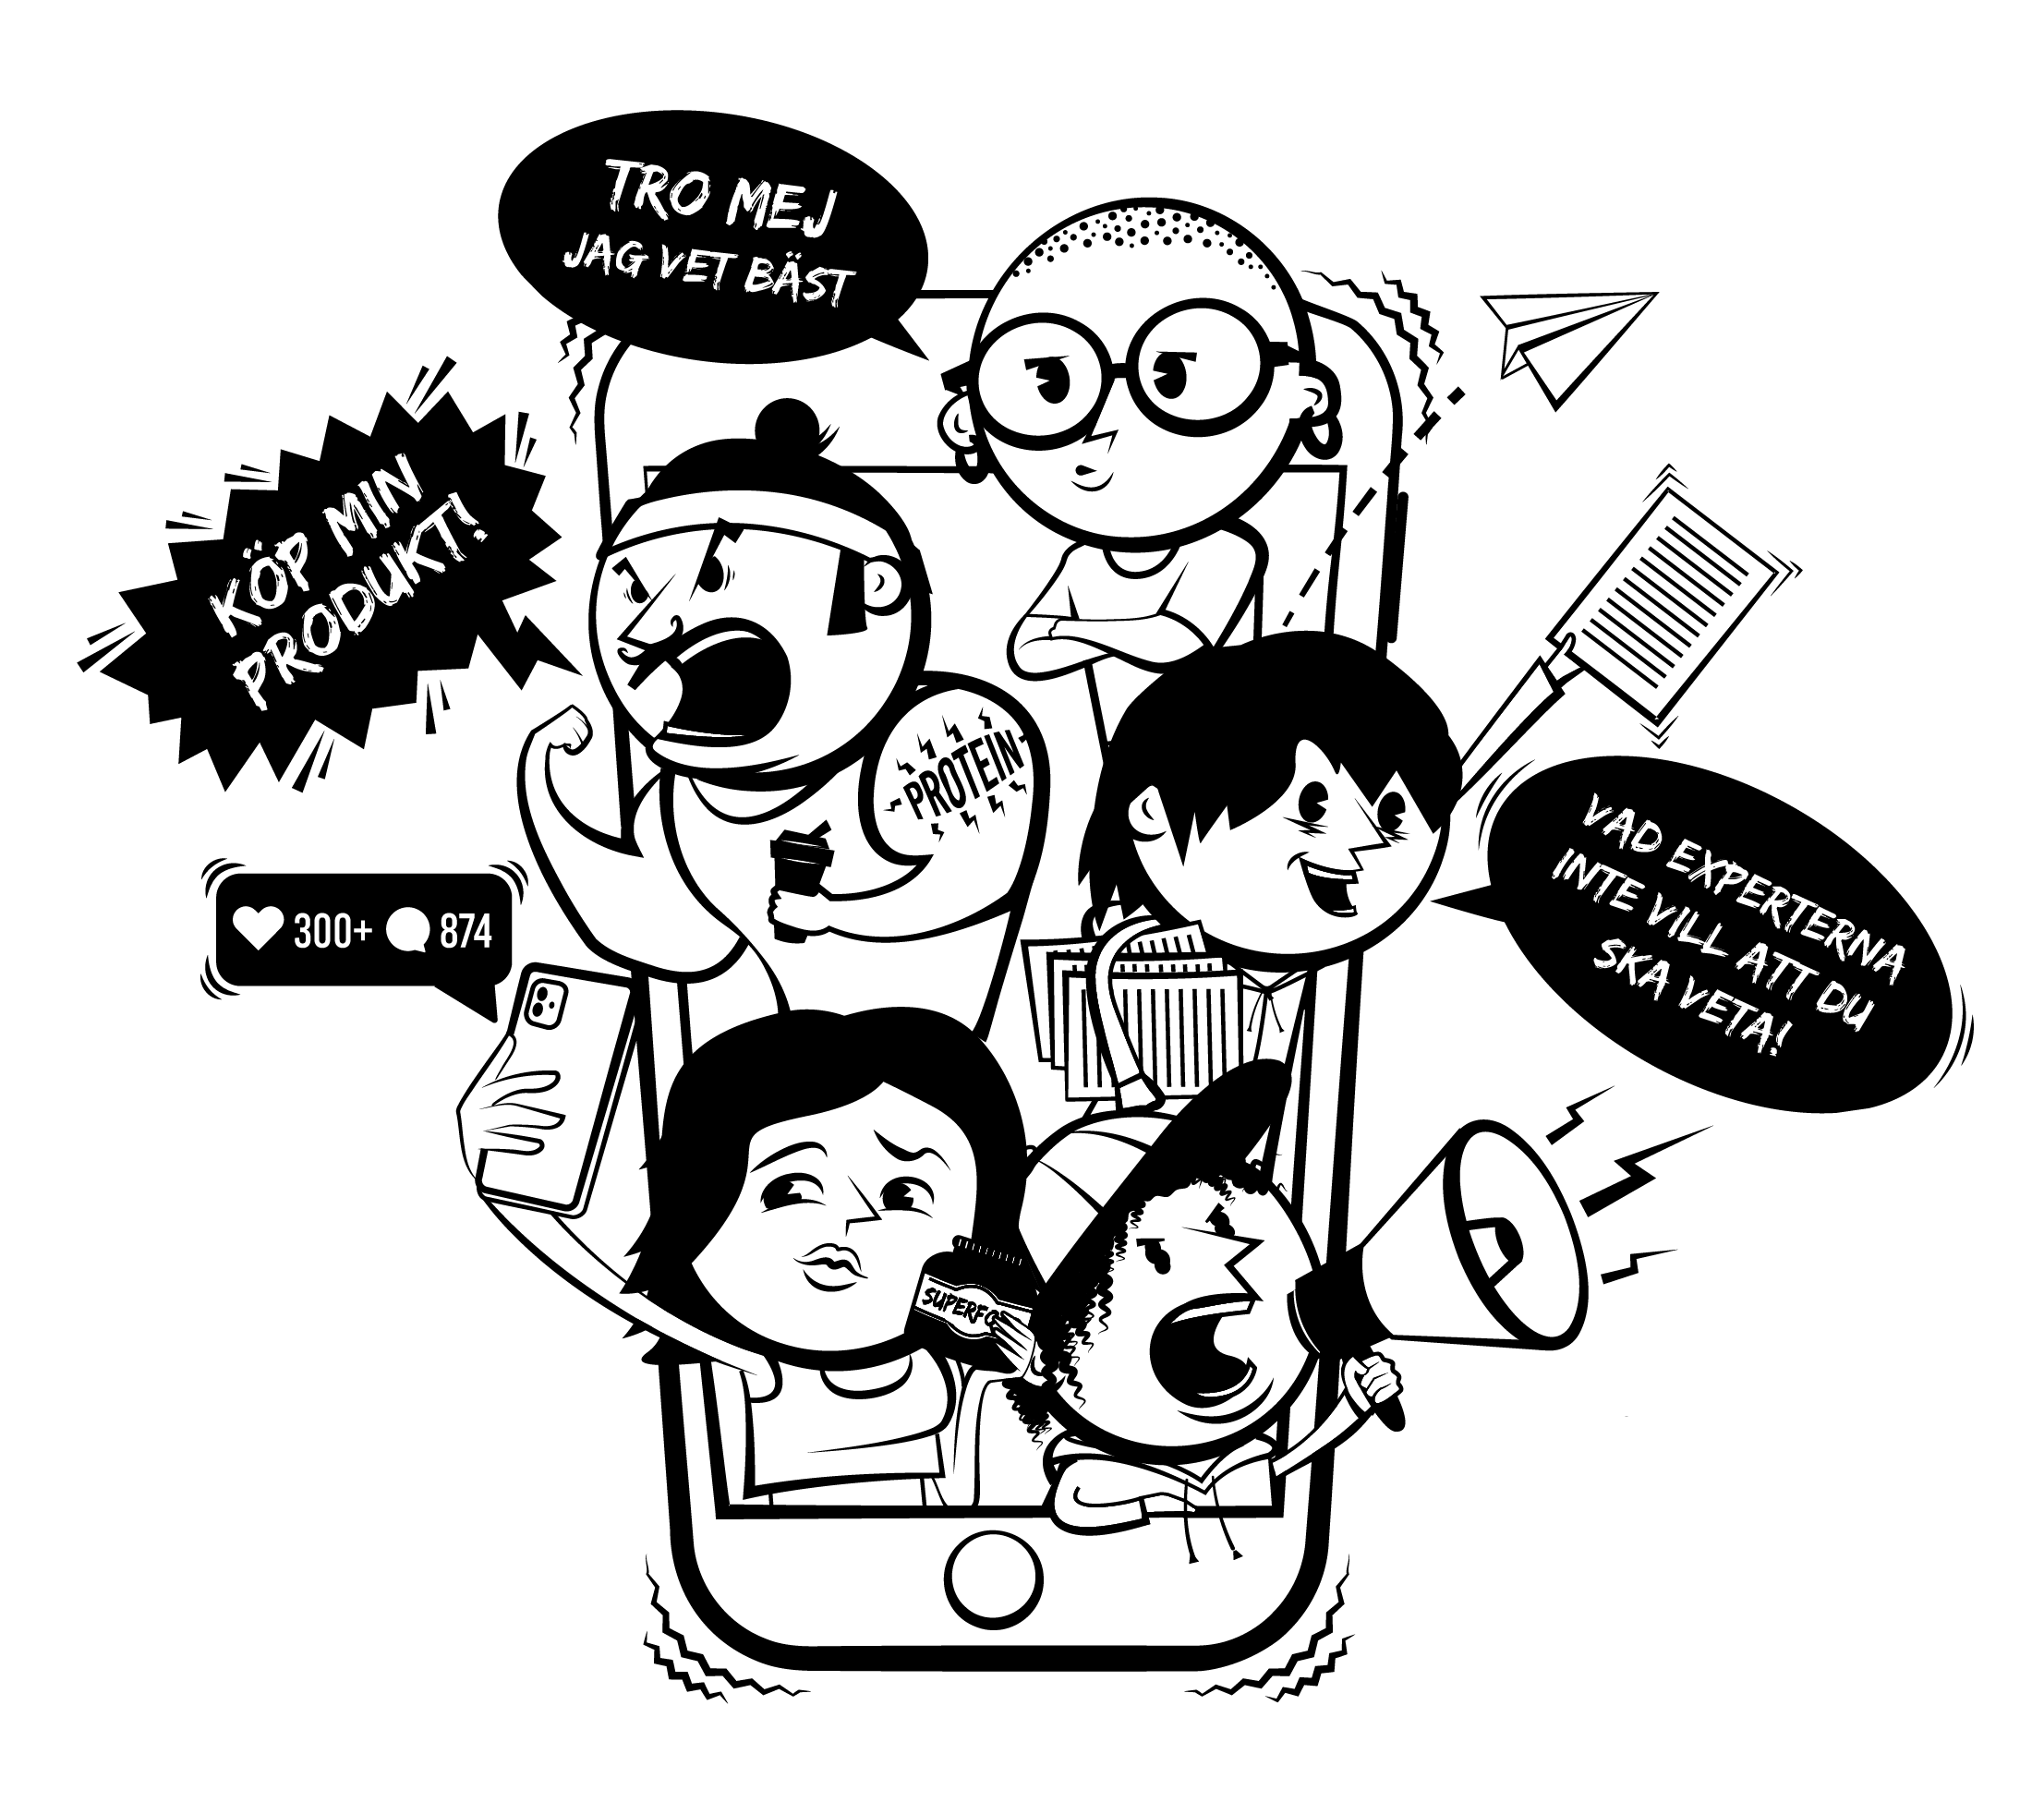 TRO MEJ
JAG VET BÄST
KÖP MIN
PRODUKT!
PROTEIN
VAD EXPERTERNA
INTE VILL ATT DU
SKA VETA!
300+ 874